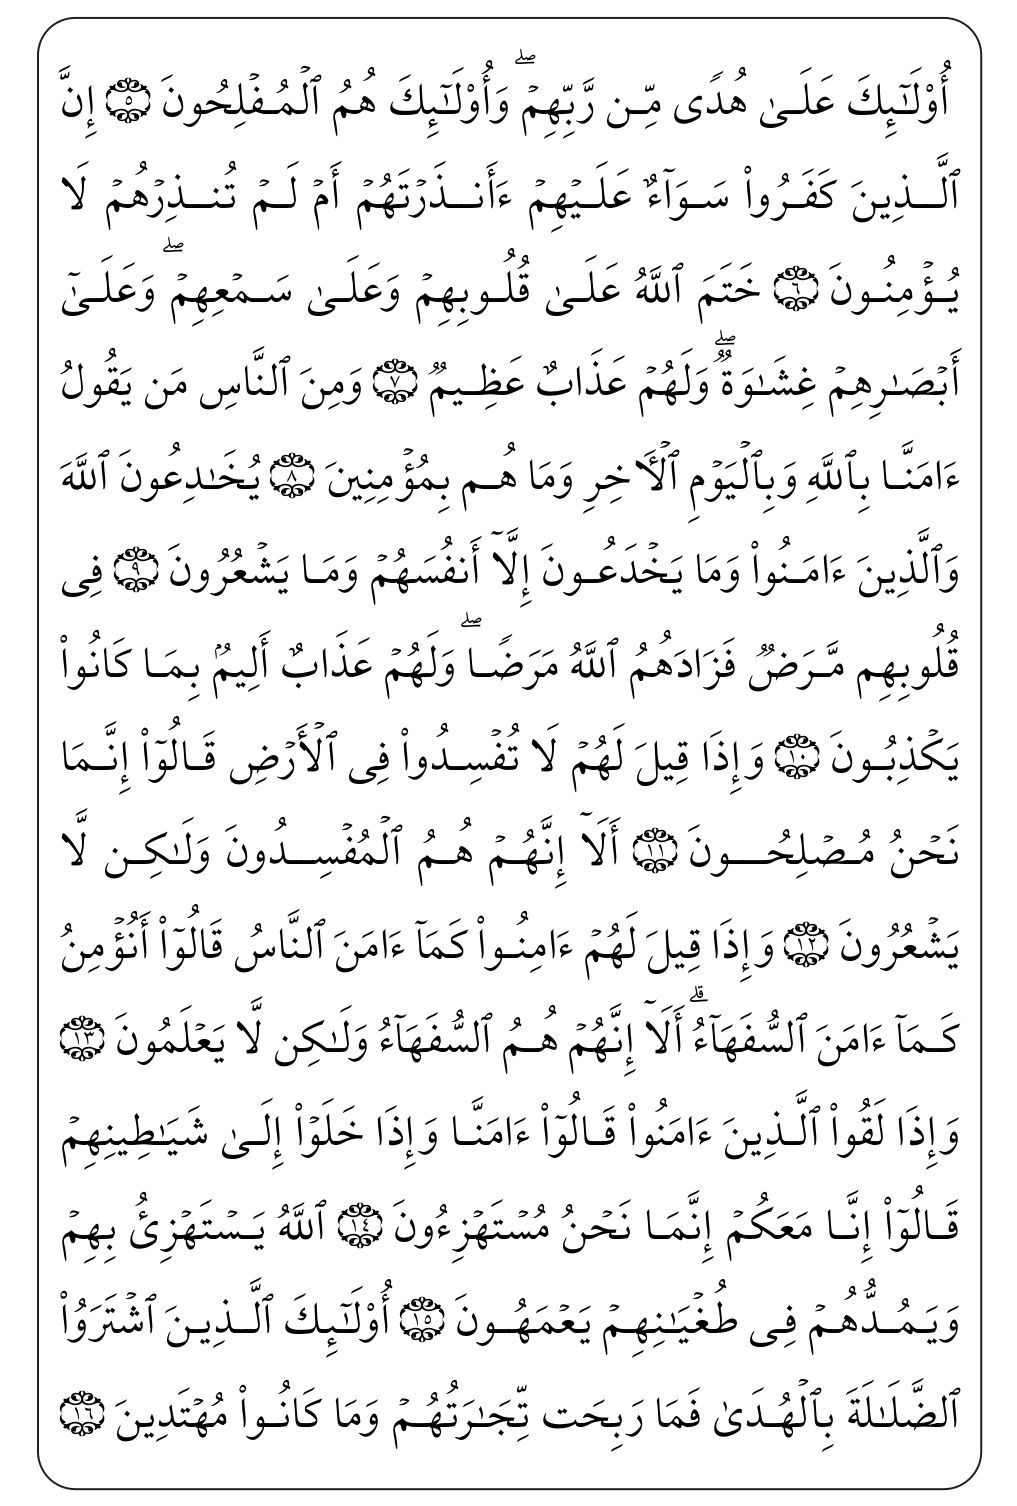 أُوْلَـٰٓئِكَ عَلَىٰ هُدًى مِّن رَّبِّهِمْ ۖ وَأُوْلَـٰٓئِكَ هُمُ ٱلْمُفْلِحُونَ ۝٥ إِنَّ
ٱلَّذِينَ كَفَرُوا۟ سَوَآءٌ عَلَيْهِمْ ءَأَنذَرْتَهُمْ أَمْ لَمْ تُنذِرْهُمْ لَا
يُؤْمِنُونَ ۝٦ خَتَمَ ٱللَّهُ عَلَىٰ قُلُوبِهِمْ وَعَلَىٰ سَمْعِهِمْ ۖ وَعَلَىٰٓ
أَبْصَـٰرِهِمْ غِشَـٰوَةٌ ۖ وَلَهُمْ عَذَابٌ عَظِيمٌ ۝٧ وَمِنَ ٱلنَّاسِ مَن يَقُولُ
ءَامَنَّا بِٱللَّهِ وَبِٱلْيَوْمِ ٱلْأَخِرِ وَمَا هُم بِمُؤْمِنِينَ ۝٨ يُخَـٰدِعُونَ ٱللَّهَ
وَٱلَّذِينَ ءَامَنُوا۟ وَمَا يَخْدَعُونَ إِلَّآ أَنفُسَهُمْ وَمَا يَشْعُرُونَ ۝٩ فِى
قُلُوبِهِم مَّرَضٌ فَزَادَهُمُ ٱللَّهُ مَرَضًا ۖ وَلَهُمْ عَذَابٌ أَلِيمٌۢ بِمَا كَانُوا۟
يَكْذِبُونَ ۝١٠ وَإِذَا قِيلَ لَهُمْ لَا تُفْسِدُوا۟ فِى ٱلْأَرْضِ قَالُوٓا۟ إِنَّمَا
نَحْنُ مُصْلِحُونَ ۝١١ أَلَآ إِنَّهُمْ هُمُ ٱلْمُفْسِدُونَ وَلَـٰكِن لَّا
يَشْعُرُونَ ۝١٢ وَإِذَا قِيلَ لَهُمْ ءَامِنُوا۟ كَمَآ ءَامَنَ ٱلنَّاسُ قَالُوٓا۟ أَنُؤْمِنُ
كَمَآ ءَامَنَ ٱلسُّفَهَآءُ ۗ أَلَآ إِنَّهُمْ هُمُ ٱلسُّفَهَآءُ وَلَـٰكِن لَّا يَعْلَمُونَ ۝١٣
وَإِذَا لَقُوا۟ ٱلَّذِينَ ءَامَنُوا۟ قَالُوٓا۟ ءَامَنَّا وَإِذَا خَلَوْا۟ إِلَىٰ شَيَـٰطِينِهِمْ
قَالُوٓا۟ إِنَّا مَعَكُمْ إِنَّمَا نَحْنُ مُسْتَهْزِءُونَ ۝١٤ ٱللَّهُ يَسْتَهْزِئُ بِهِمْ
وَيَمُدُّهُمْ فِى طُغْيَـٰنِهِمْ يَعْمَهُونَ ۝١٥ أُوْلَـٰٓئِكَ ٱلَّذِينَ ٱشْتَرَوُا۟
ٱلضَّلَـٰلَةَ بِٱلْهُدَىٰ فَمَا رَبِحَت تِّجَـٰرَتُهُمْ وَمَا كَانُوا۟ مُهْتَدِينَ ۝١٦